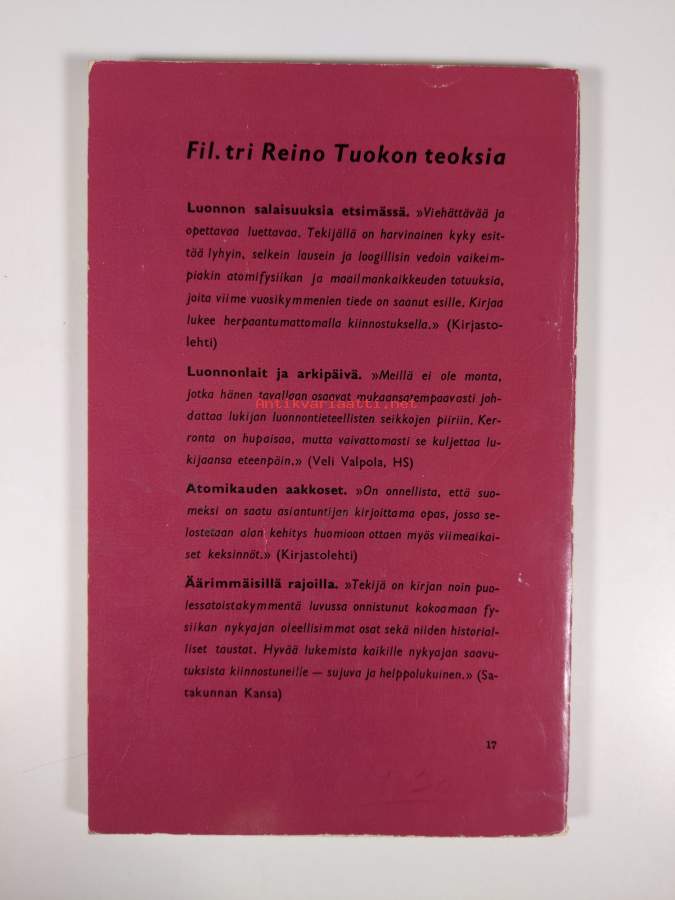 Fil. tri Reino Tuokon teoksia
Luonnon salaisuuksia etsimässä. »Viehättävää ja
opettavaa luettavaa. Tekijällä on harvinainen kyky esit-
tää lyhyin, selkein lausein ja loogillisin vedoin vaikeim-
piakin atomifysiikan ja maailmankaikkeuden totuuksia,
joita viime vuosikymmenien tiede on saanut esille. Kirjaa
lukee herpaantumattomalla kiinnostuksella.» (Kirjasto-
lehti)
Luonnonlait ja arkipäivä. »Meillä ei ole monta,
jotka hänen tavallaan osaavat mukaansatempaavasti joh-
Antikvariaatti.net
dattaa lukijan luonnontieteellisten seikkojen piiriin. Ker-
ronta on hupaisaa, mutta vaivattomasti se kuljettaa lu-
kijaansa eteenpäin.» (Veli Valpola, HS)
Atomikauden aakkoset. »On onnellista, että suo-
meksi on saatu asiantuntijan kirjoittama opas, jossa se-
lostetaan alan kehitys huomioon ottaen myös viimeaikai-
set keksinnöt.» (Kirjastolehti)
Äärimmäisillä rajoilla. »Tekijä on kirjan noin puo-
lessatoistakymmentä luvussa onnistunut kokoamaan fy-
siikan nykyajan oleellisimmat osat sekä niiden historial-
liset taustat. Hyvää lukemista kaikille nykyajan saavu-
tuksista kiinnostuneille — sujuva ja helppolukuinen.» (Sa-
takunnan Kansa)
17